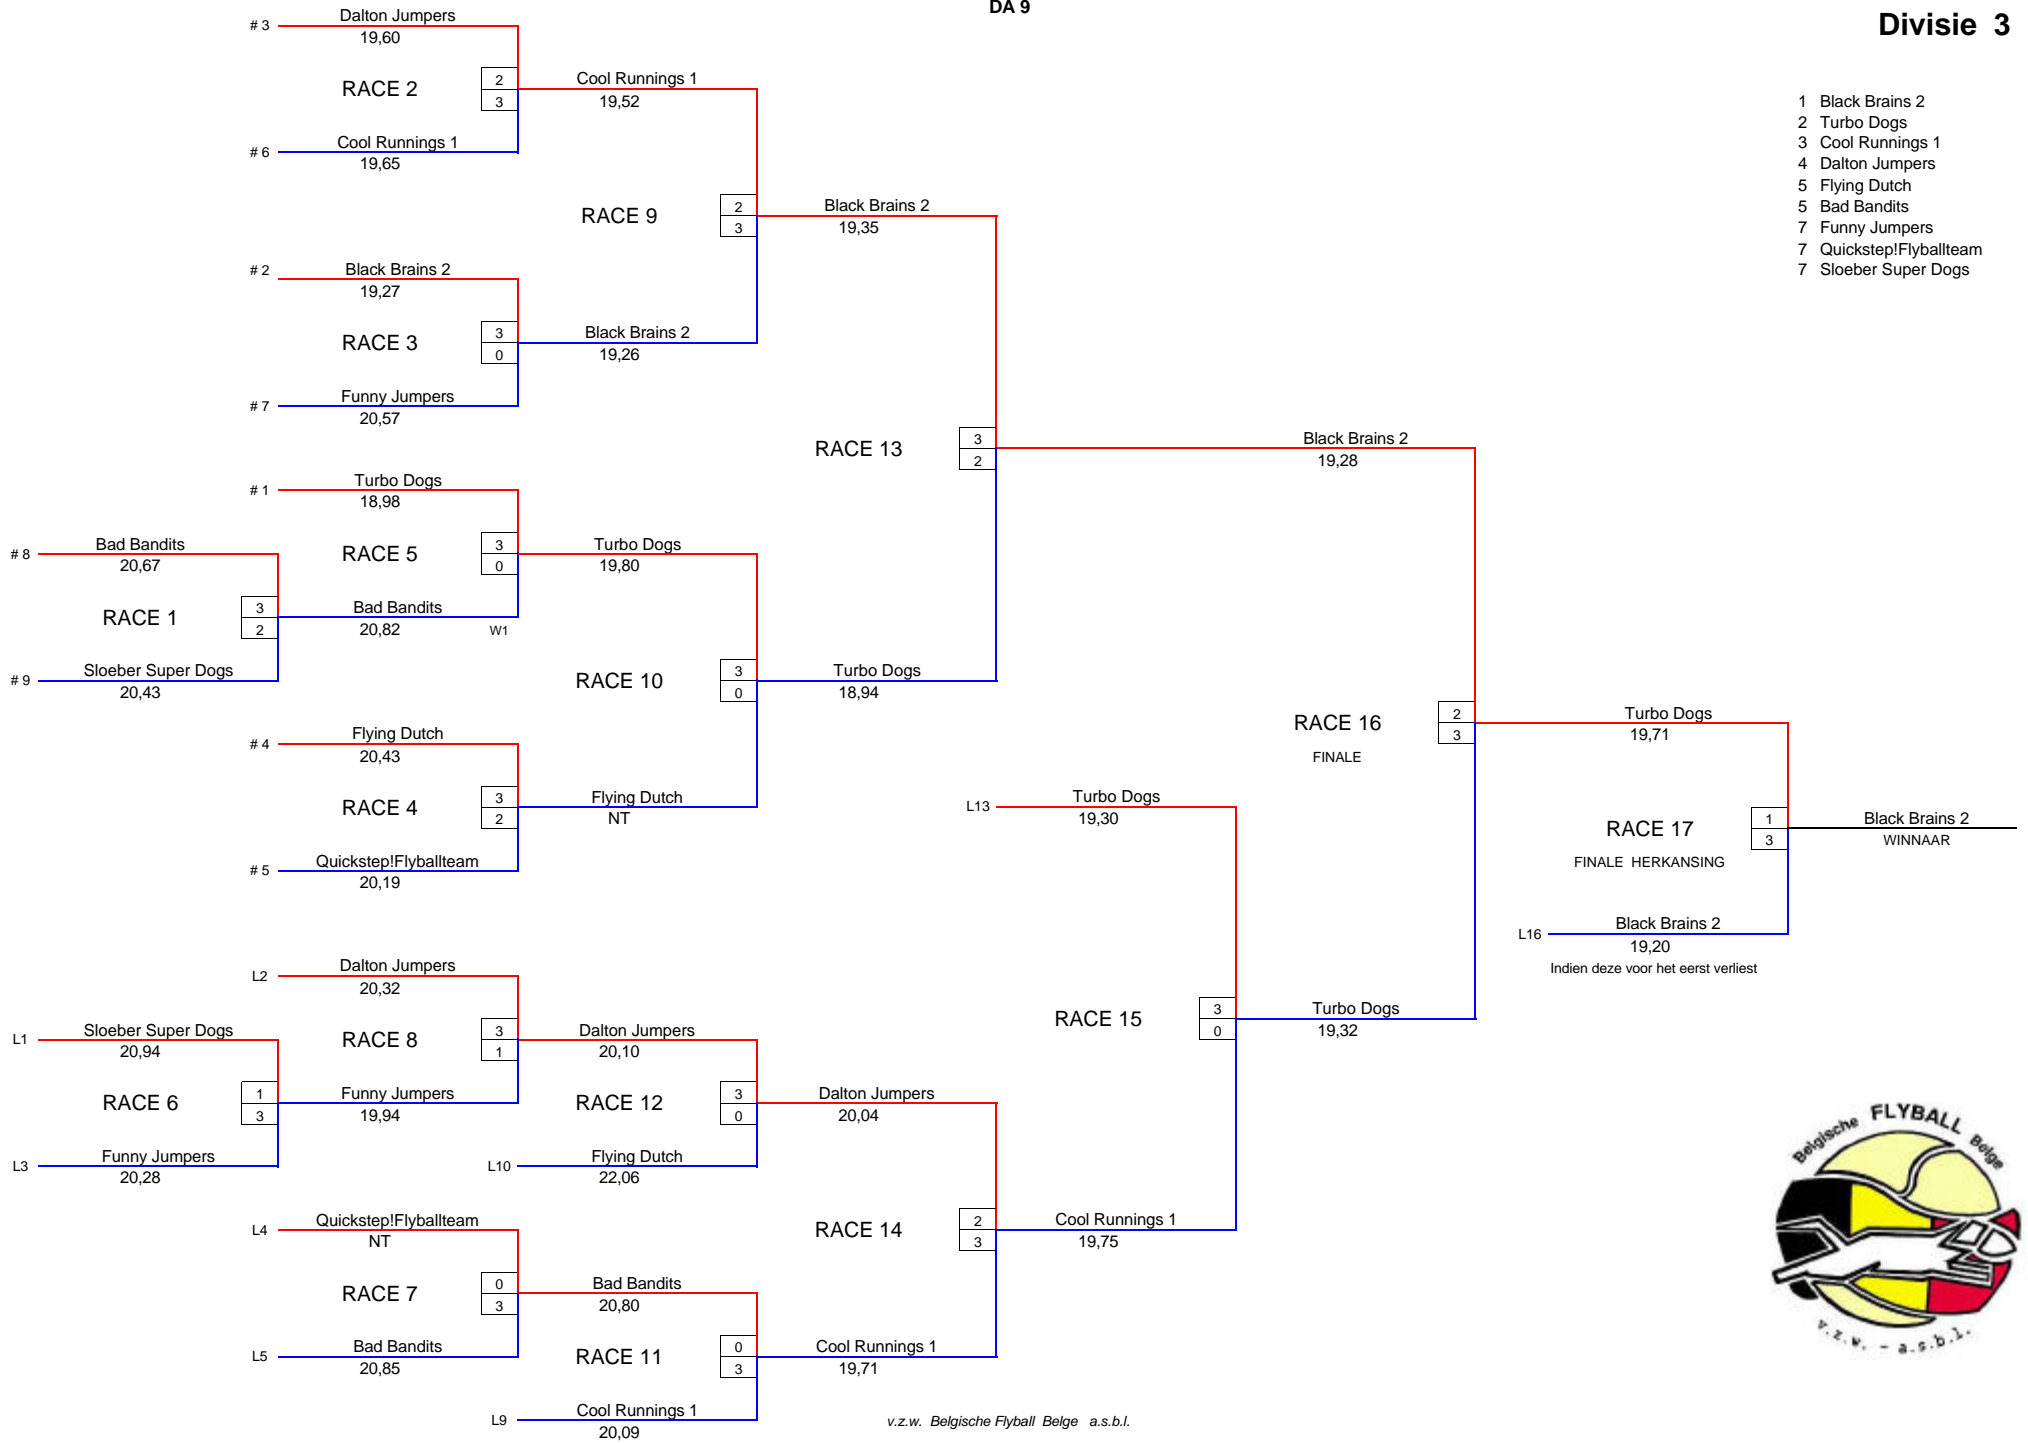 DA 9
Divisie 3
1 Black Brains 2
2 Turbo Dogs
3 Cool Runnings 1
4 Dalton Jumpers
5 Flying Dutch
5 Bad Bandits
7 Funny Jumpers
7 Quickstep!Flyballteam
7 Sloeber Super Dogs
# 3 Dalton Jumpers
19,60
RACE 2
2
3
# 6 Cool Runnings 1
19,65
Cool Runnings 1
19,52
RACE 9
2
3
# 2 Black Brains 2
19,27
RACE 3
3
0
# 7 Funny Jumpers
20,57
Black Brains 2
19,26
Black Brains 2
19,35
RACE 13
3
2
# 1 Turbo Dogs
18,98
RACE 5
3
0
# 8 Bad Bandits
20,67
RACE 1
3
2
# 9 Sloeber Super Dogs
20,43
Bad Bandits
20,82
W1
Turbo Dogs
19,80
RACE 10
3
0
# 4 Flying Dutch
20,43
RACE 4
3
2
# 5 Quickstep!Flyballteam
20,19
Flying Dutch
NT
Turbo Dogs
18,94
Black Brains 2
19,28
RACE 16
FINALE
2
3
L13 Turbo Dogs
19,30
RACE 15
3
0
Turbo Dogs
19,32
Turbo Dogs
19,71
RACE 17
FINALE HERKANSING
1
3
Black Brains 2
WINNAAR
L16 Black Brains 2
19,20
Indien deze voor het eerst verliest
L2 Dalton Jumpers
20,32
RACE 8
3
1
L1 Sloeber Super Dogs
20,94
RACE 6
1
3
L3 Funny Jumpers
20,28
Funny Jumpers
19,94
Dalton Jumpers
20,10
RACE 12
3
0
L10 Flying Dutch
22,06
Dalton Jumpers
20,04
RACE 14
2
3
Cool Runnings 1
19,75
L4 Quickstep!Flyballteam
NT
RACE 7
0
3
L5 Bad Bandits
20,85
Bad Bandits
20,80
RACE 11
0
3
L9 Cool Runnings 1
20,09
Cool Runnings 1
19,71
v.z.w. Belgische Flyball Belge a.s.b.l.
Belgische FLYBALL Belge
v.z.w. - a.s.b.l.